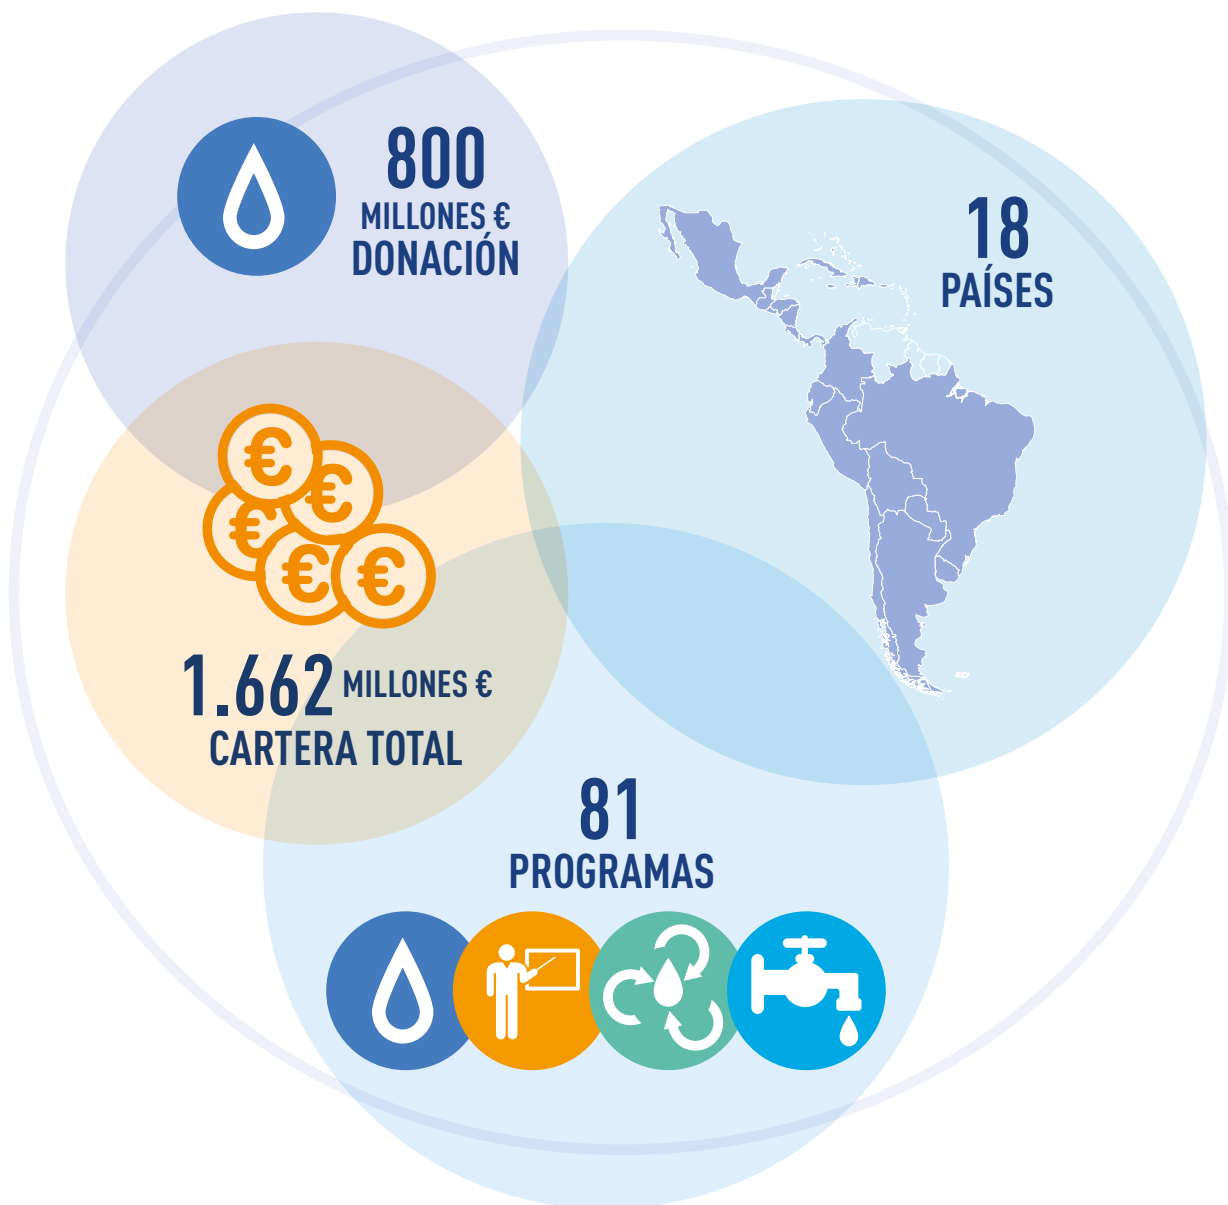 800
MILLONES €
DONACIÓN
18
PAÍSES
€
€
€
€
€
1.662 MILLONES €
CARTERA TOTAL
81
PROGRAMAS